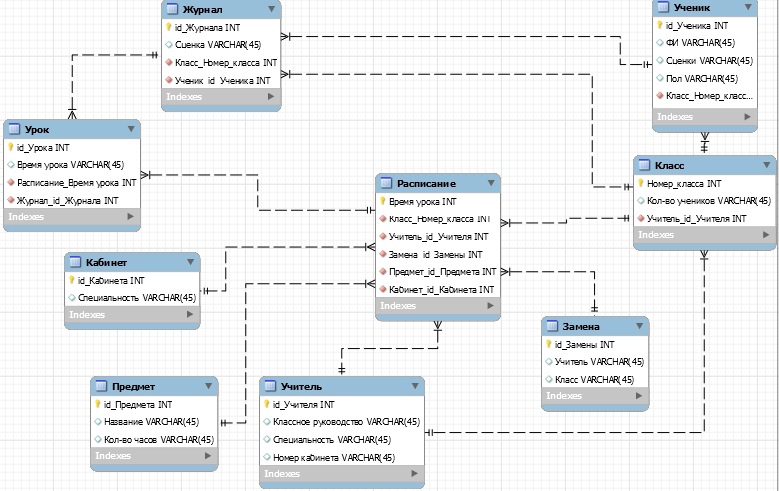 Журнал
id_Журнала INT
Сценка VARCHAR(45)
Класс_Номер_класса INT
Ученик_id_Ученика INT
Indexes
Ученик
id_Ученика INT
ФИ VARCHAR(45)
Сценки VARCHAR(45)
Пол VARCHAR(45)
Класс_Номер_класс...
Indexes
Урок
id_Урока INT
Время урока VARCHAR(45)
Расписание_Время урока INT
Журнал_id_Журнала INT
Indexes
Класс
Номер_класса INT
Кол-во учеников VARCHAR(45)
Учитель_id_Учителя INT
Indexes
Расписание
Время урока INT
Класс_Номер_класса INT
Учитель_id_Учителя INT
Замена_id_Замены INT
Предмет_id_Предмета INT
Кабинет_id_Кабинета INT
Indexes
Кабинет
id_Кабинета INT
Специальность VARCHAR(45)
Indexes
Замена
id_Замены INT
Учитель VARCHAR(45)
Класс VARCHAR(45)
Indexes
Предмет
id_Предмета INT
Название VARCHAR(45)
Кол-во часов VARCHAR(45)
Indexes
Учитель
id_Учителя INT
Классное руководство VARCHAR(45)
Специальность VARCHAR(45)
Номер кабинета VARCHAR(45)
Indexes